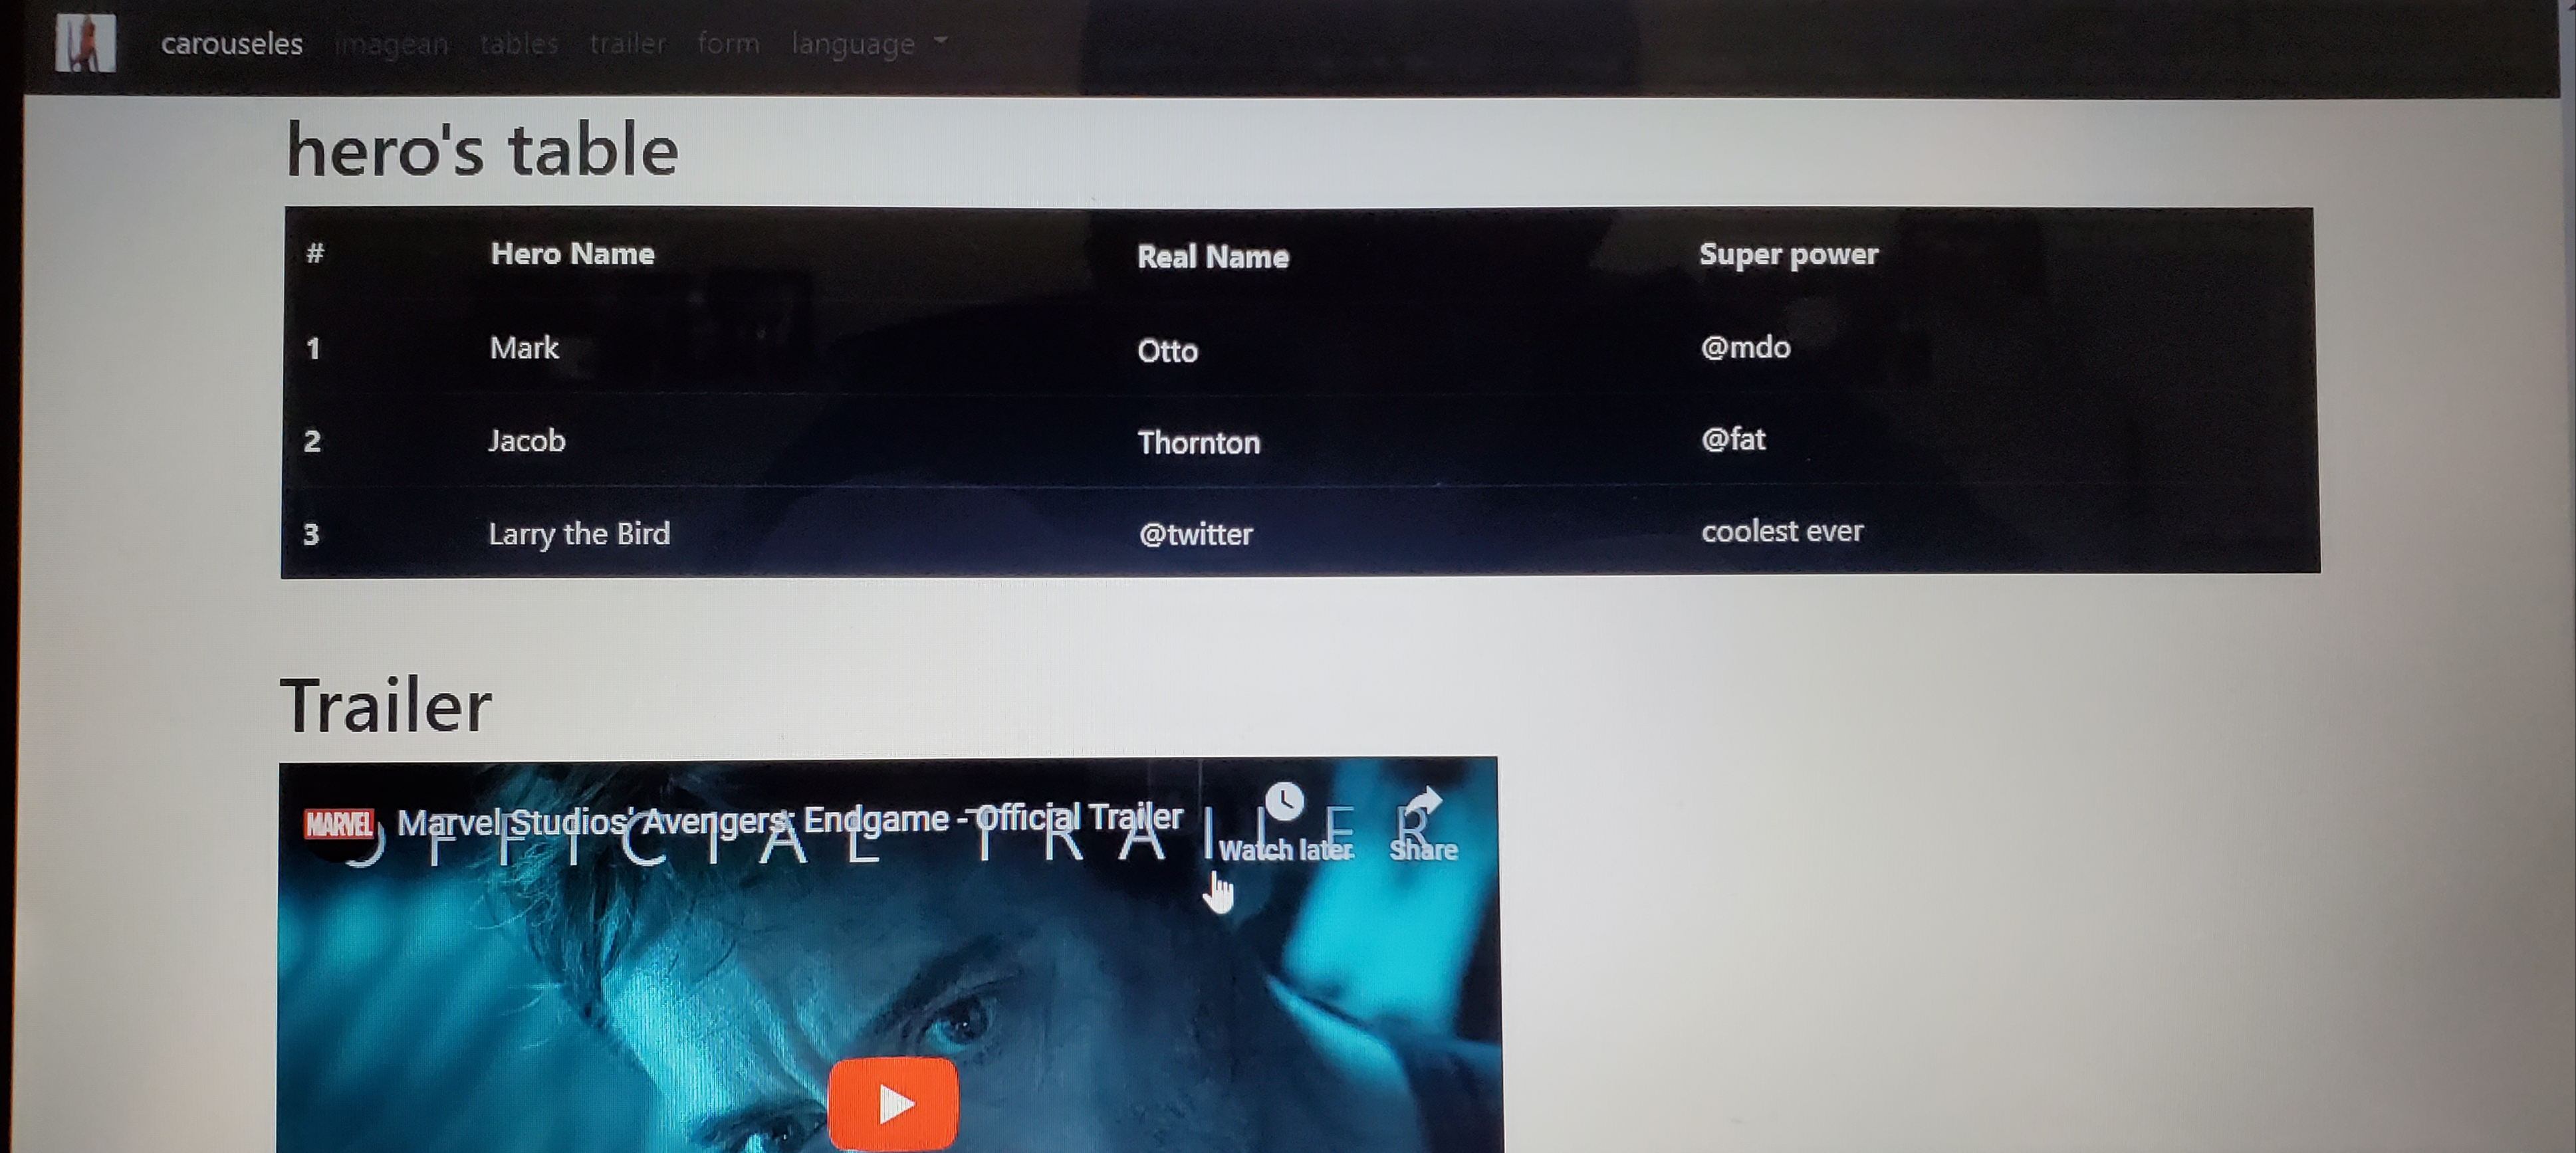 carouseles imagean tables trailer form language
hero's table
# Hero Name Real Name Super power
1 Mark Otto @mdo
2 Jacob Thornton @fat
3 Larry the Bird @twitter coolest ever
Trailer
MARVEL Marvel Studios' Avengers: Endgame - Official Trailer
OFFICIAL TRAILER
Watch later Share